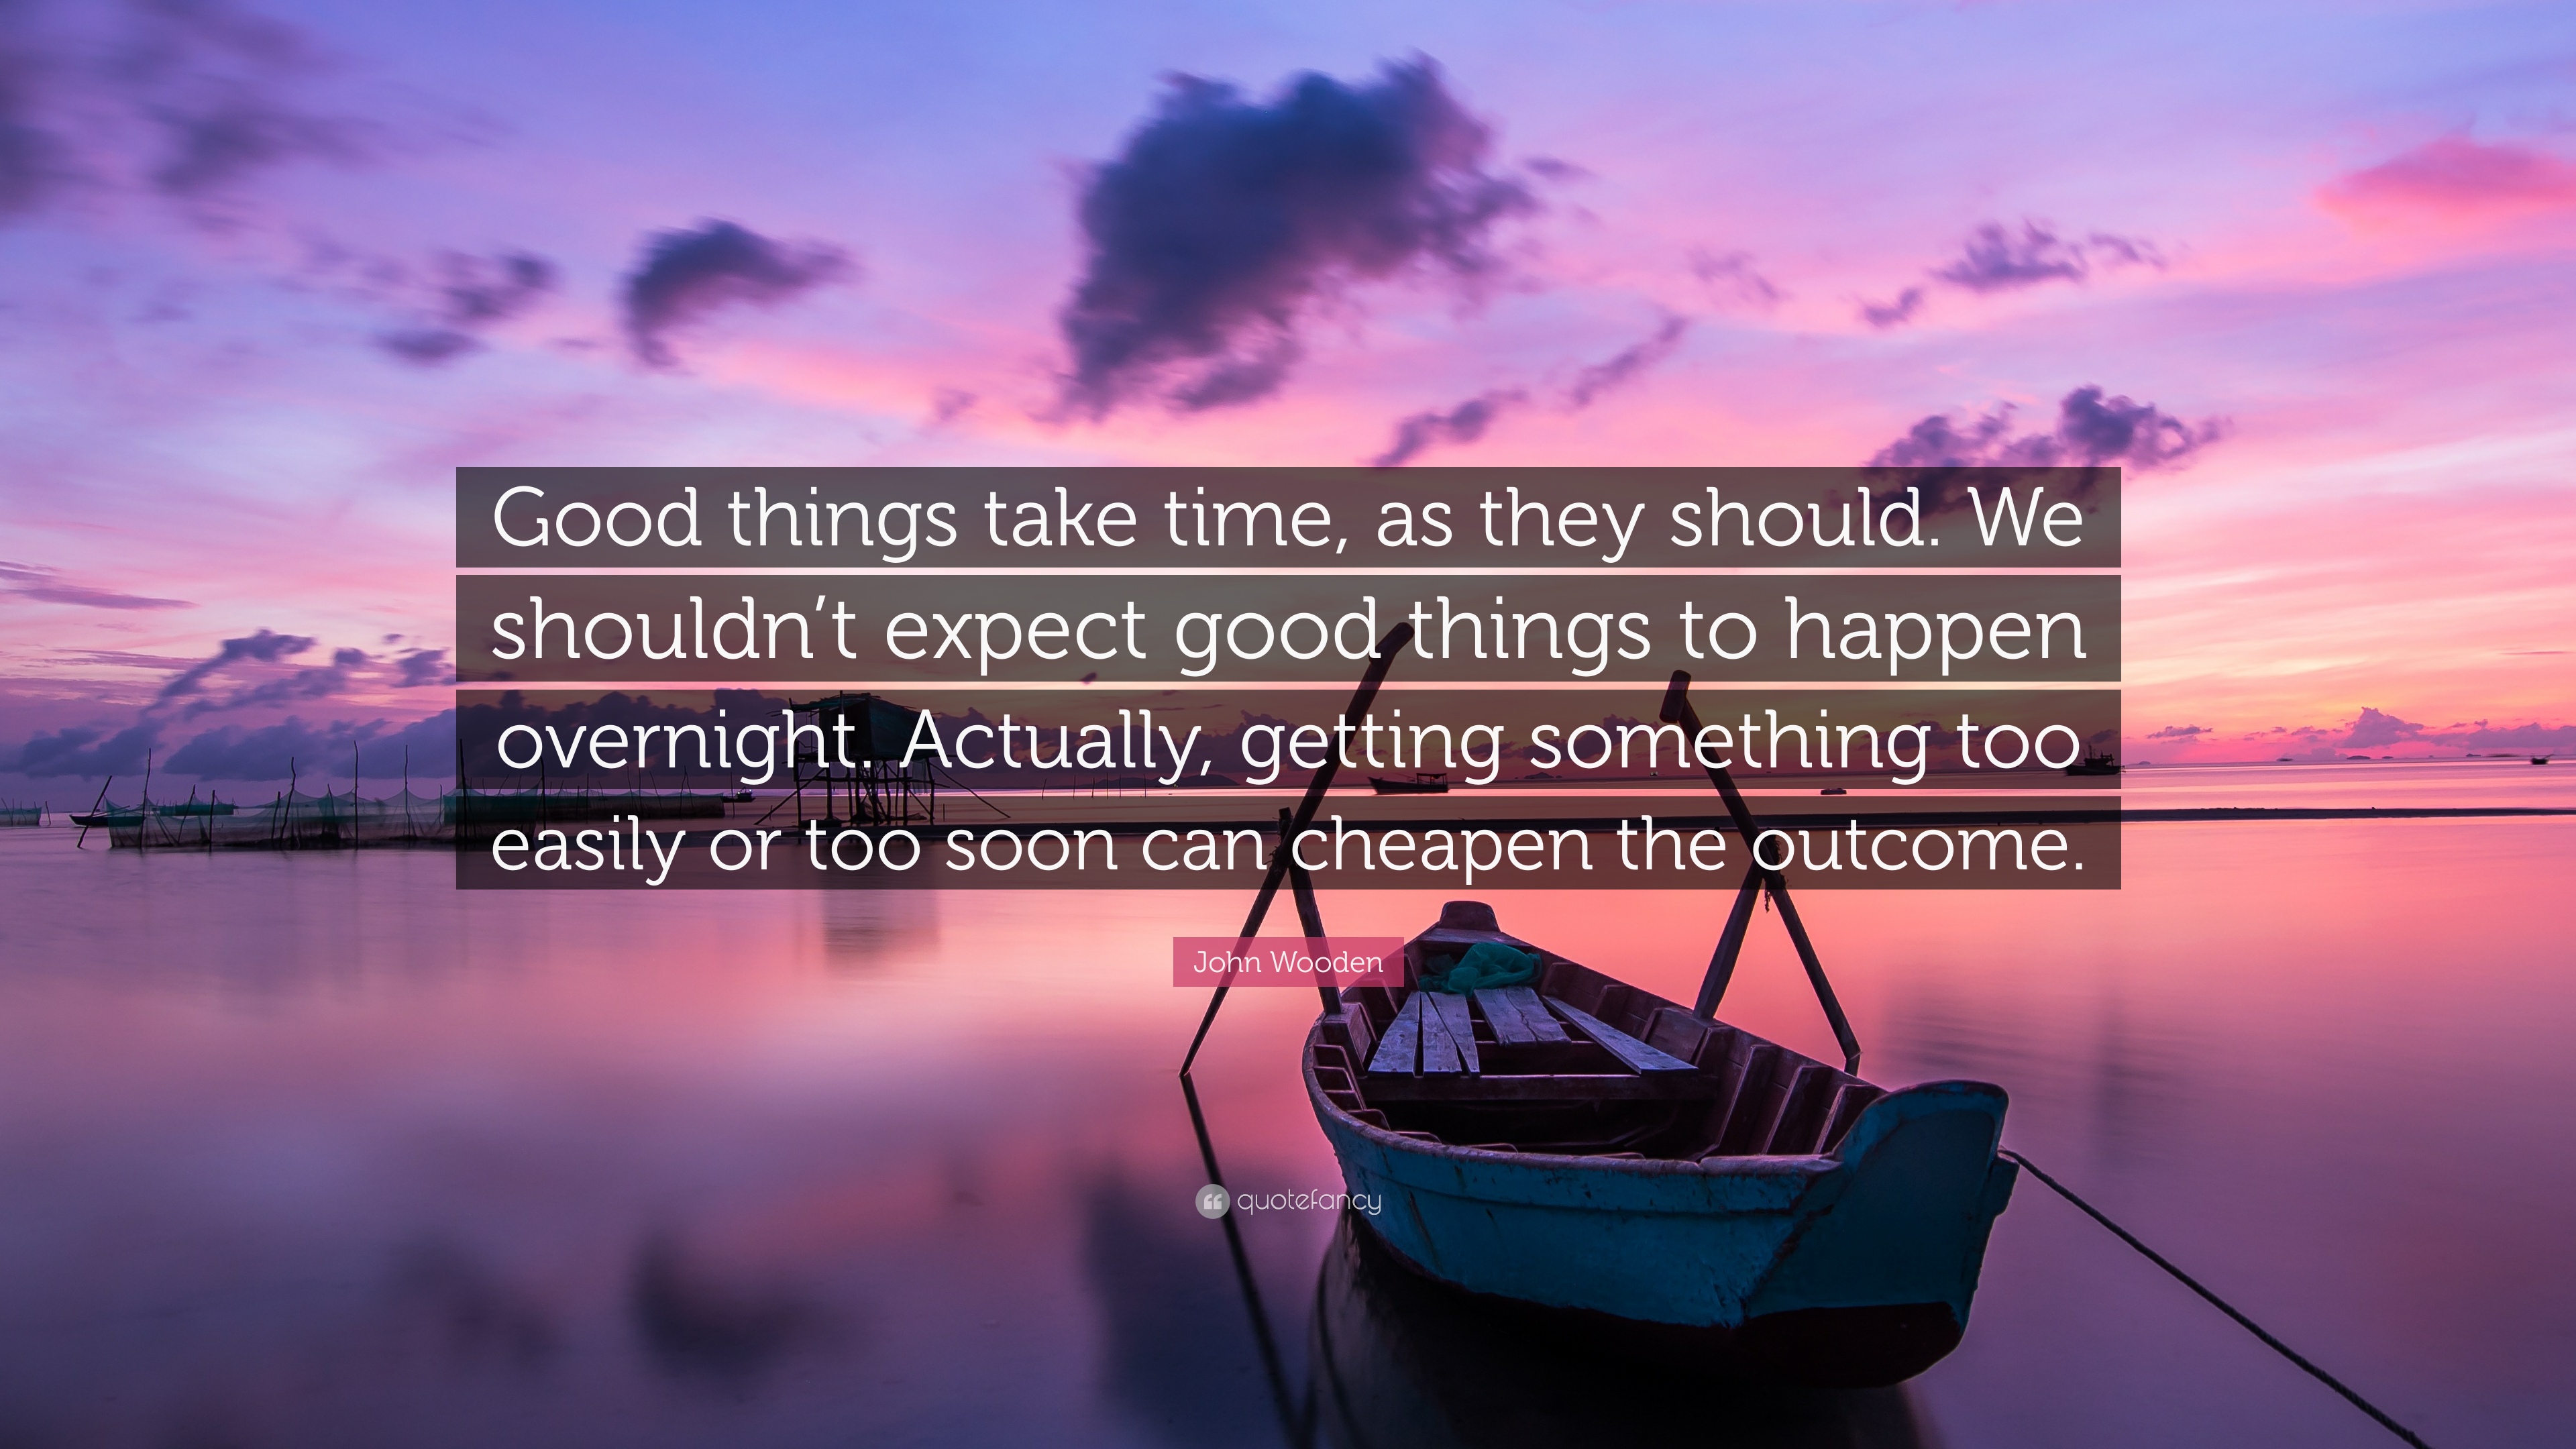 Good things take time, as they should. We
shouldn’t expect good things to happen
overnight. Actually, getting something too
easily or too soon can cheapen the outcome.
John Wooden
quotefancy